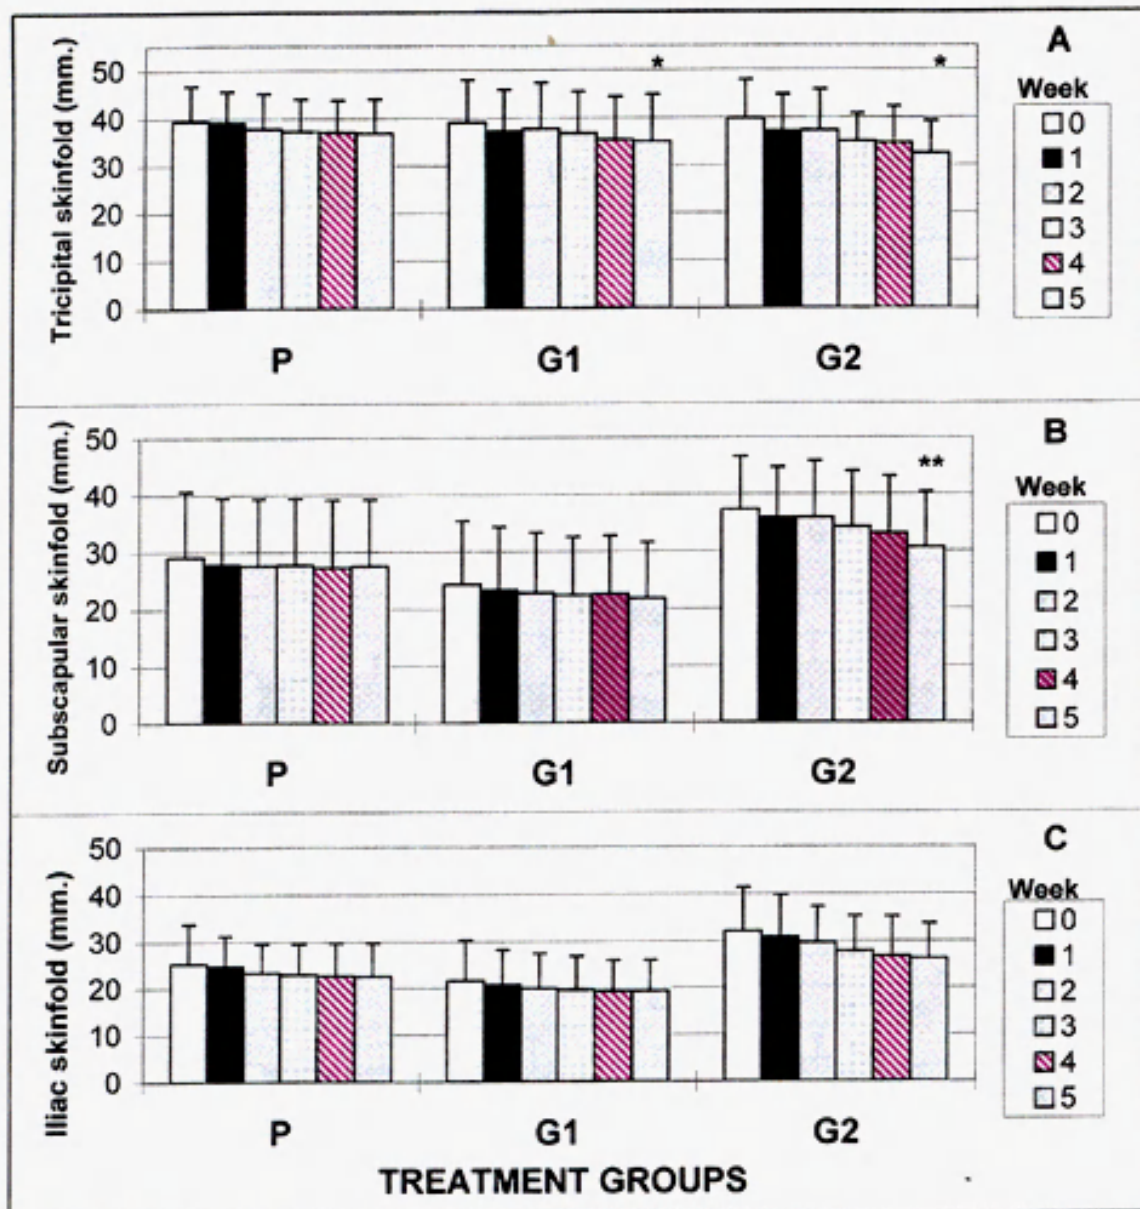 A
Tricipital skinfold (mm.)
50
40
30
20
10
0
*
*
P
G1
G2
Week
0
1
2
3
4
5
B
Subscapular skinfold (mm.)
50
40
30
20
10
0
**
P
G1
G2
Week
0
1
2
3
4
5
C
Iliac skinfold (mm.)
50
40
30
20
10
0
P
G1
G2
Week
0
1
2
3
4
5
TREATMENT GROUPS